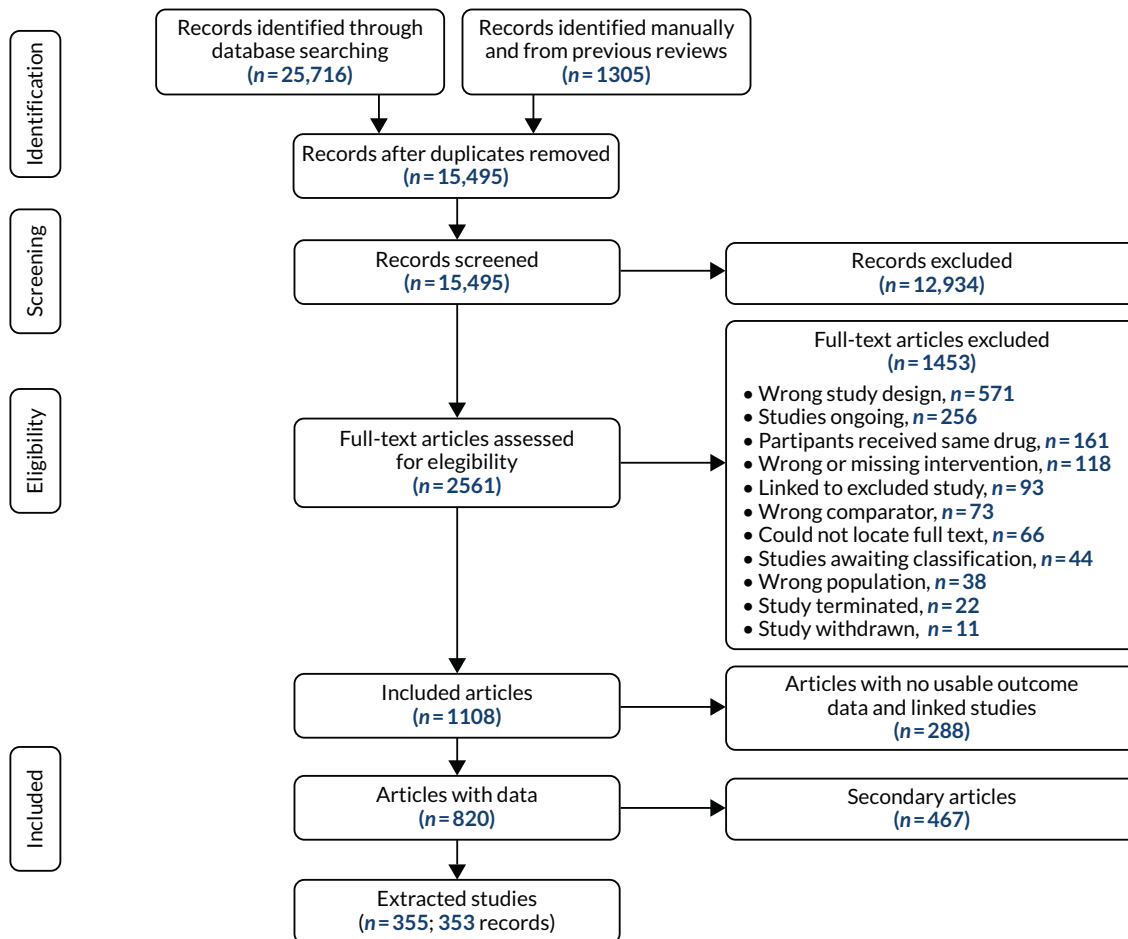 Identification
Records identified through
database searching
(n = 25,716)
Records identified manually
and from previous reviews
(n = 1305)
Records after duplicates removed
(n = 15,495)
Screening
Records screened
(n = 15,495)
Records excluded
(n = 12,934)
Eligibility
Full-text articles assessed
for elegibility
(n = 2561)
Full-text articles excluded
(n = 1453)
• Wrong study design, n = 571
• Studies ongoing, n = 256
• Partipants received same drug, n = 161
• Wrong or missing intervention, n = 118
• Linked to excluded study, n = 93
• Wrong comparator, n = 73
• Could not locate full text, n = 66
• Studies awaiting classification, n = 44
• Wrong population, n = 38
• Study terminated, n = 22
• Study withdrawn, n = 11
Included articles
(n = 1108)
Articles with no usable outcome
data and linked studies
(n = 288)
Included
Articles with data
(n = 820)
Secondary articles
(n = 467)
Extracted studies
(n = 355; 353 records)